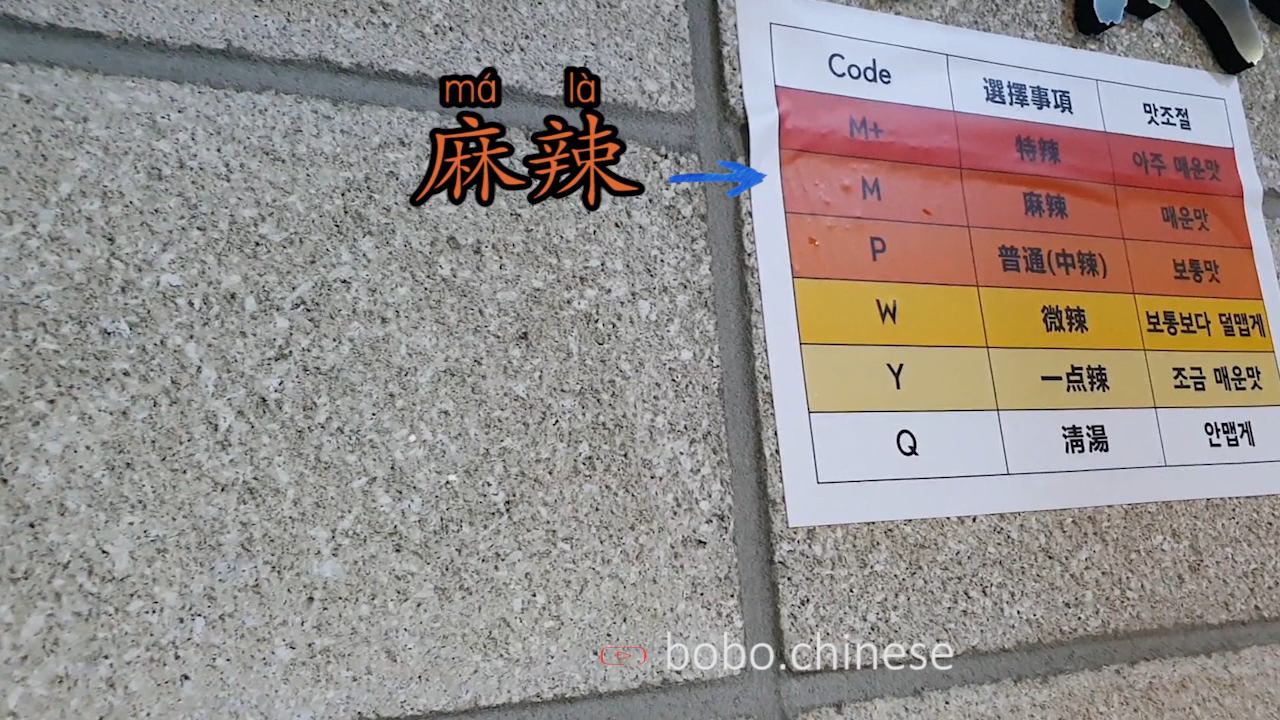 má là
麻辣
Code 選擇事項 맛조절
M+ 特辣 아주 매운맛
M 麻辣 매운맛
P 普通(中辣) 보통맛
W 微辣 보통보다 덜맵게
Y 一点辣 조금 매운맛
Q 淸湯 안맵게
bobo.chinese